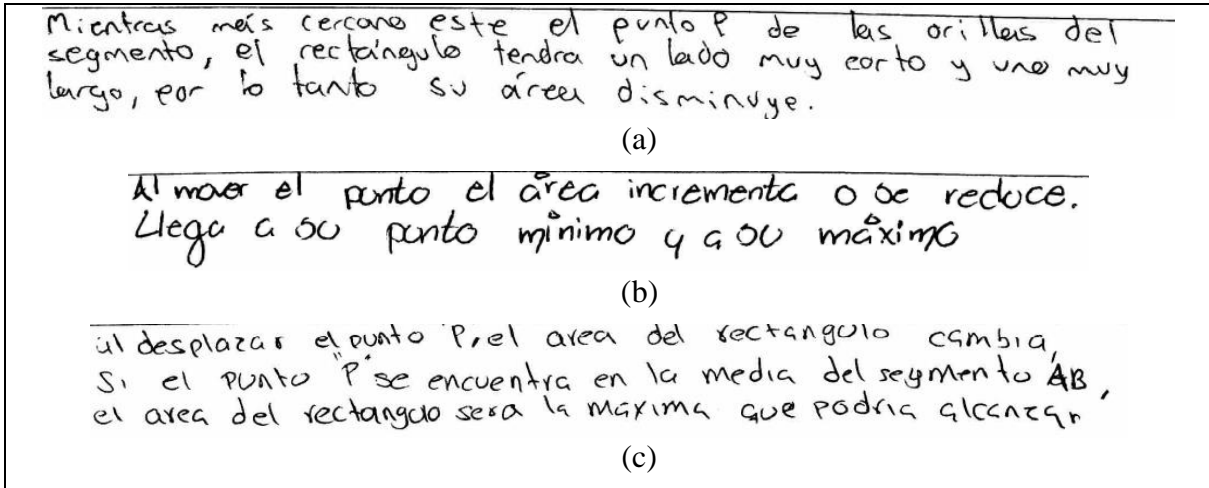 Mientras más cercano este el punto P de las orillas del
segmento, el rectángulo tendra un lado muy corto y uno muy
largo, por lo tanto su área disminuye.
(a)
Al mover el punto el área incrementa o se reduce.
Llega a su punto mínimo y a su máximo
(b)
al desplazar el punto P, el area del rectangulo cambia,
Si el punto "P" se encuentra en la media del segmento AB,
el area del rectangulo sera la maxima que podria alcanzar
(c)